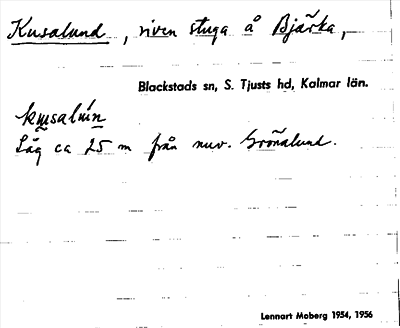 Kusalund, riven stuga å Bjärka,
Blackstads sn, S. Tjusts hd, Kalmar län.
Låg ca 25 m från nuv. Grönalund.
Lennart Moberg 1954, 1956